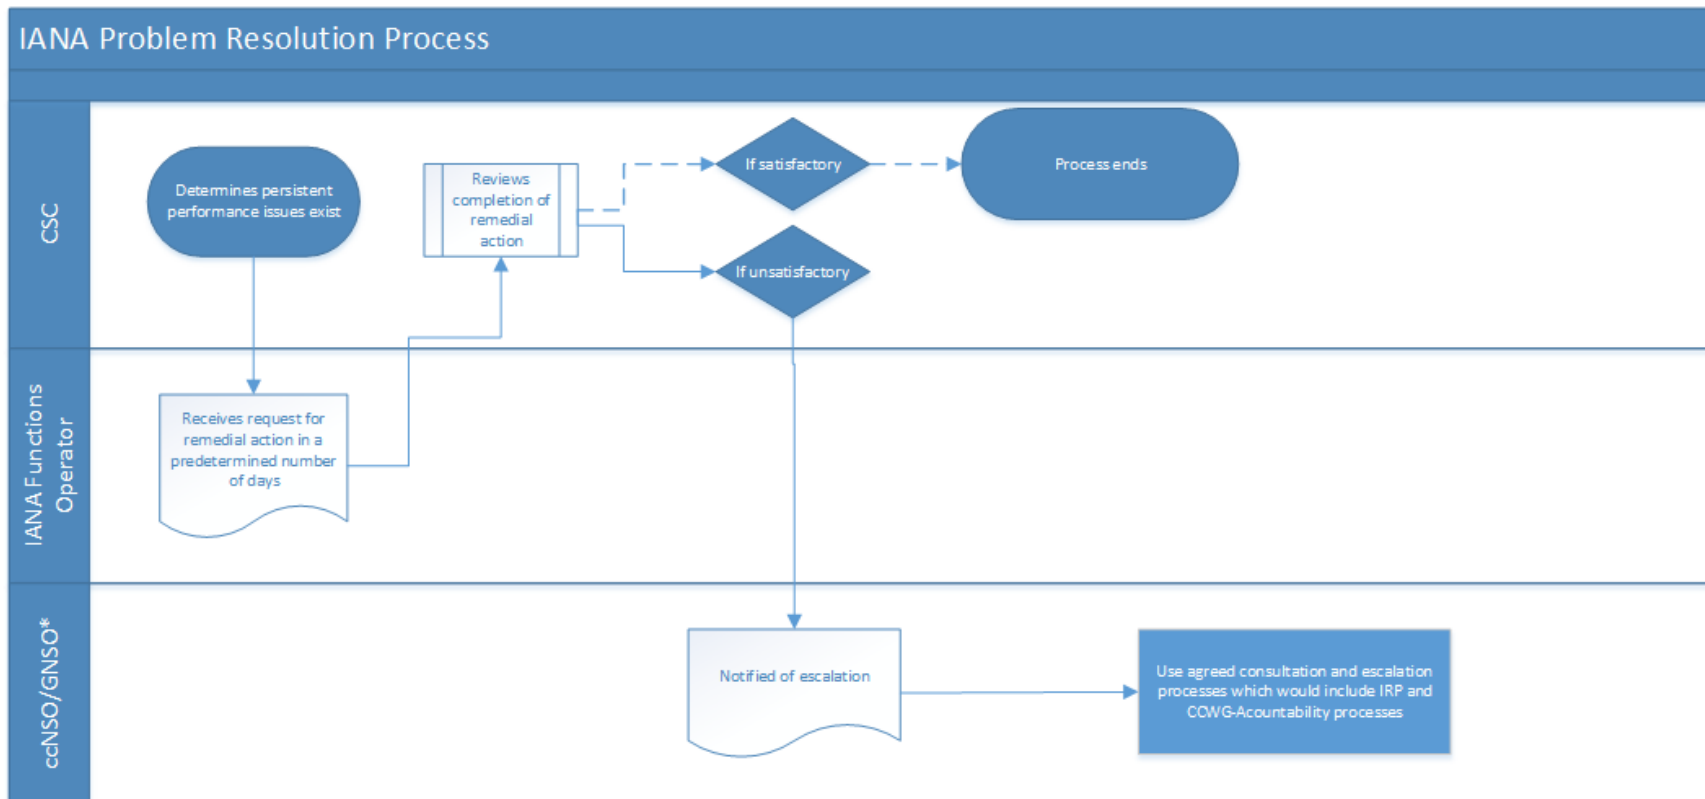 IANA Problem Resolution Process
CSC
Determines persistent
performance issues exist
Reviews
completion of
remedial
action
If satisfactory
Process ends
If unsatisfactory
IANA Functions
Operator
Receives request for
remedial action in a
predetermined number
of days
ccNSO/GNSO*
Notified of escalation
Use agreed consultation and escalation
processes which would include IRP and
CCWG-Acountability processes